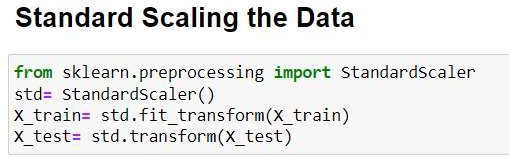 Standard Scaling the Data
from sklearn.preprocessing import StandardScaler
std= StandardScaler()
X_train= std.fit_transform(X_train)
X_test= std.transform(X_test)